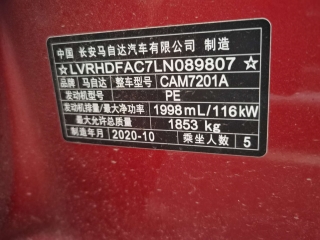 中国 长安马自达汽车有限公司 制造
☆LVRHDFAC7LN089807☆
品牌 马自达 整车型号 CAM7201A
发动机型号 PE
发动机排量/最大净功率 1998mL/116kW
最大允许总质量 1853 kg
制造年月 2020-10 乘坐人数 5